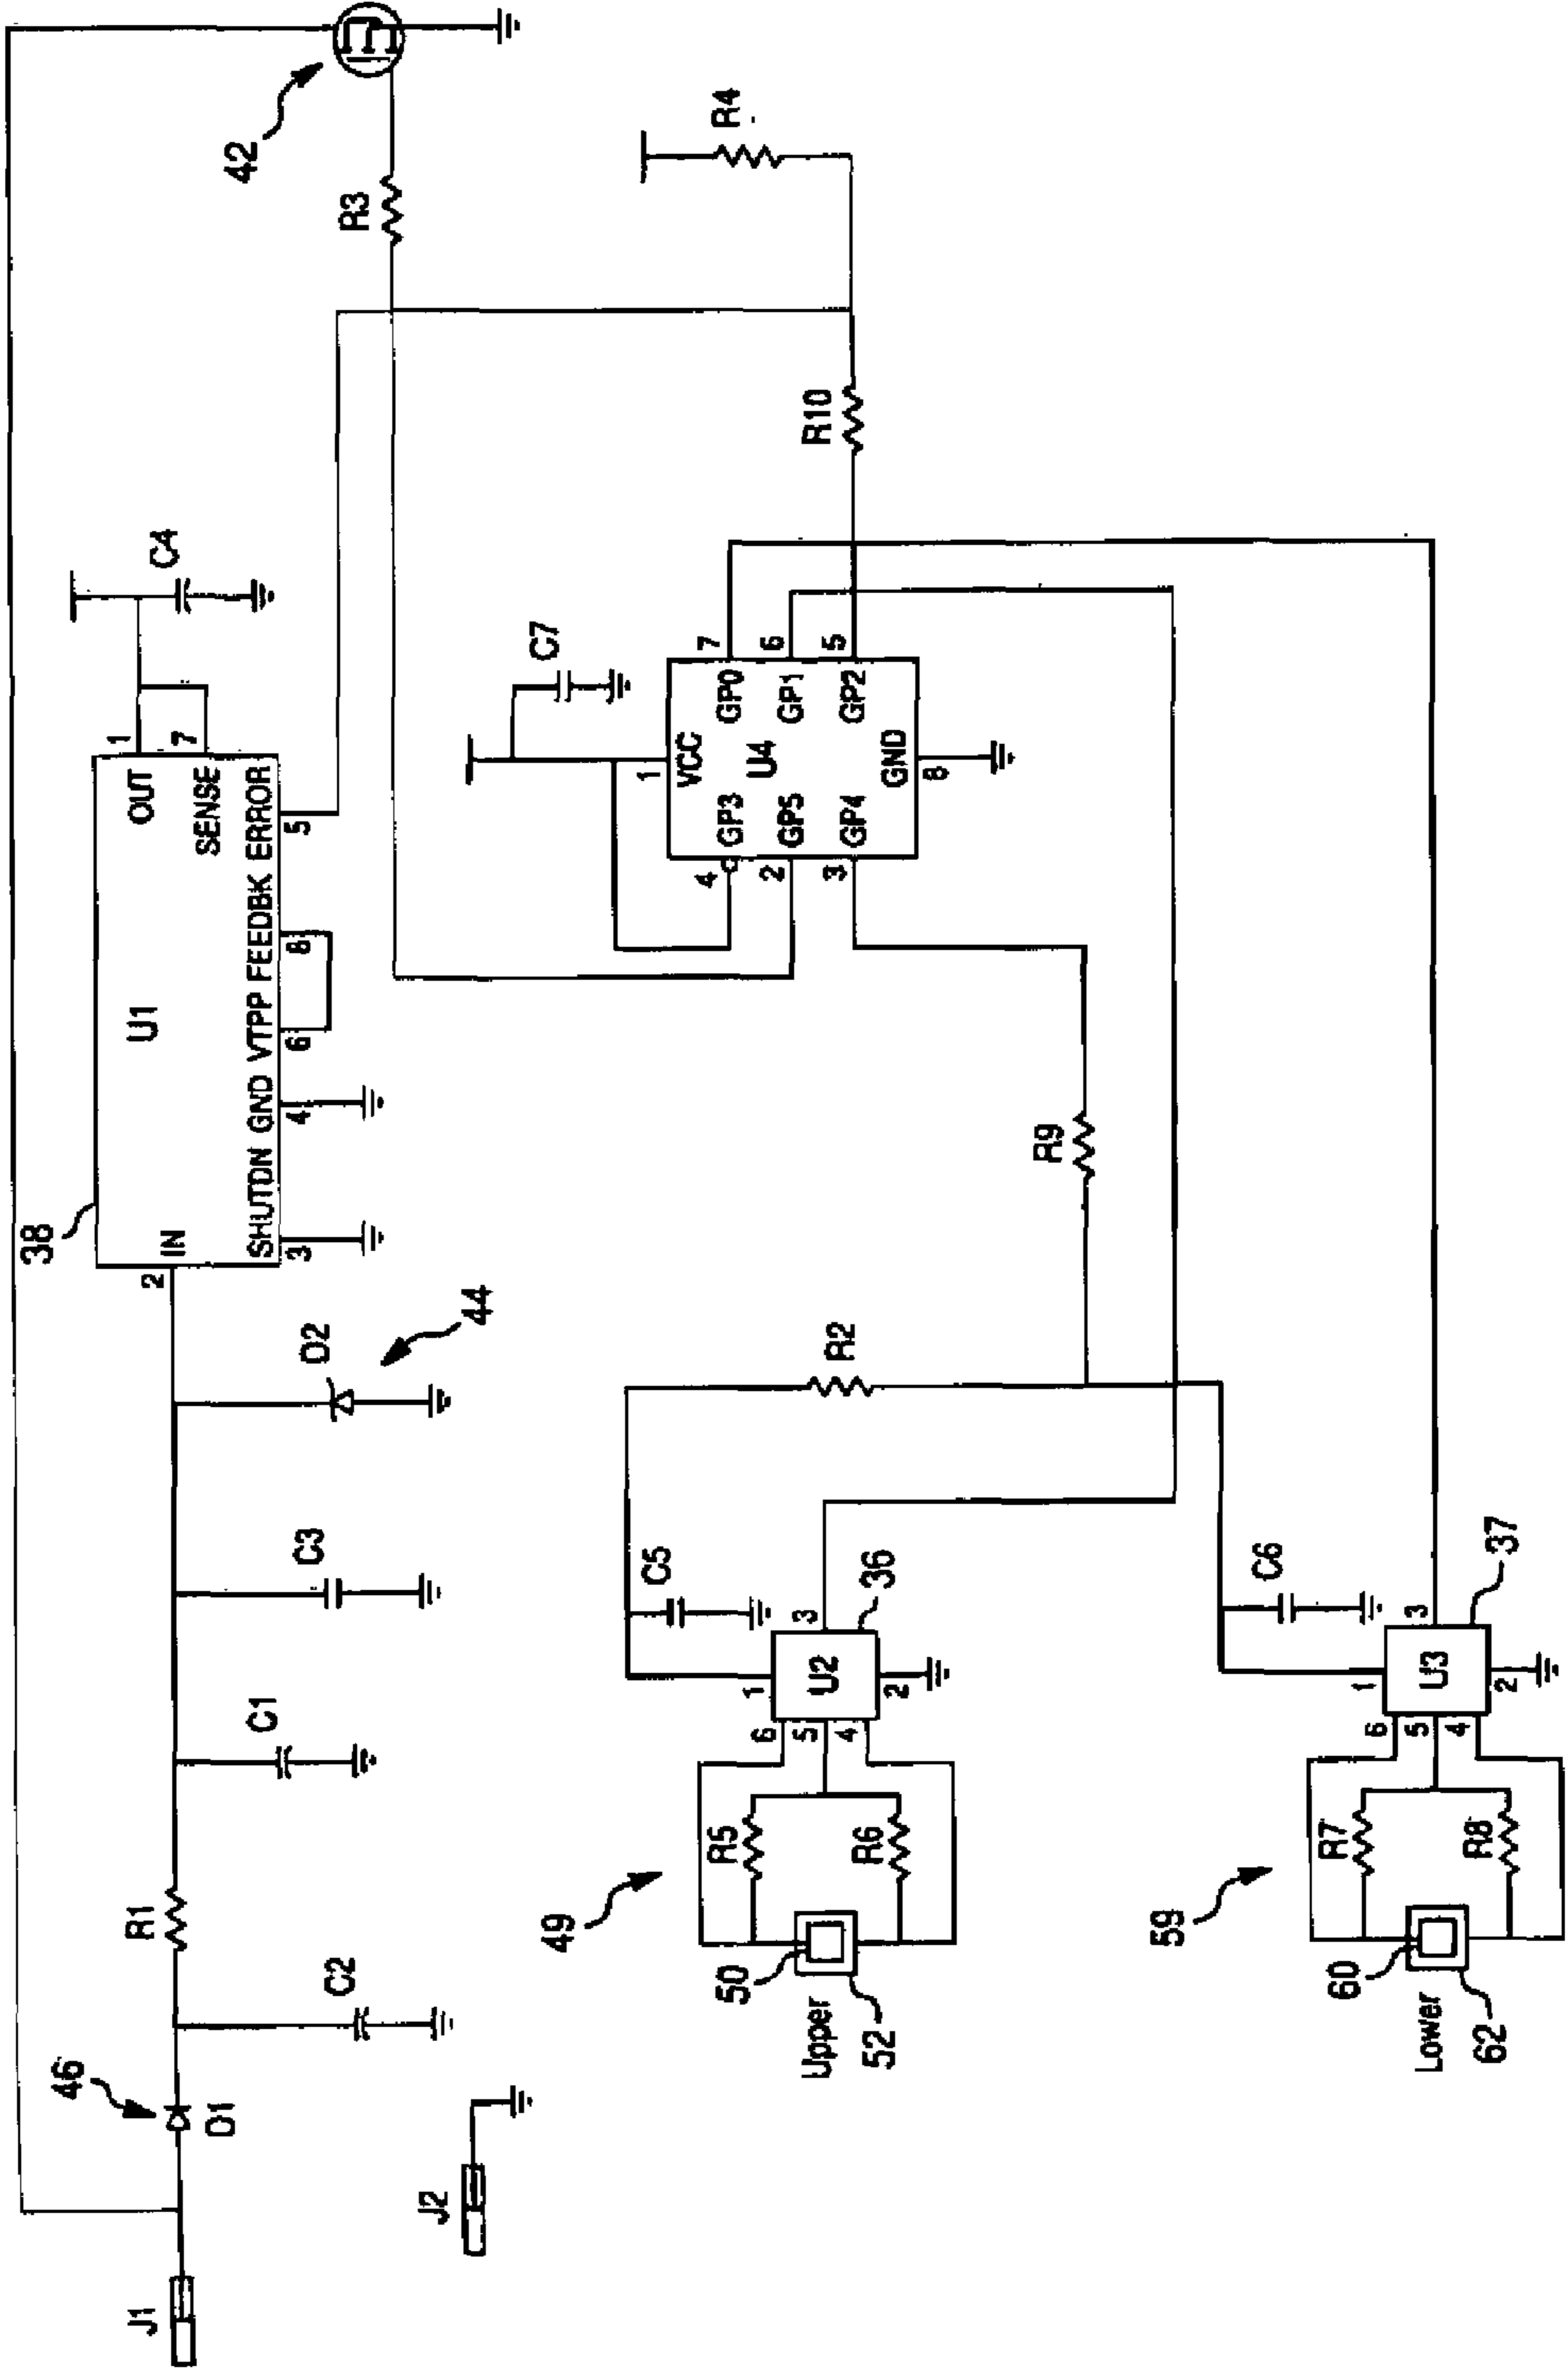 J1
46
D1
C2
R1
C1
C3
D2
44
38
2
IN
U1
OUT
1
SENSE
7
SHUTDN GND VTPP FEEDBK ERROR
3
4
6
8
5
C4
42
R3
R4
J2
C7
1
VCC
4
GP3
GP0
7
2
GP5
U4
GP1
6
3
GP4
GND
GP2
5
8
R10
R9
R2
C5
49
50
Upper
52
R5
R6
6
5
4
1
U2
3
2
36
59
60
Lower
62
R7
R8
6
5
4
1
U3
3
2
37
C6